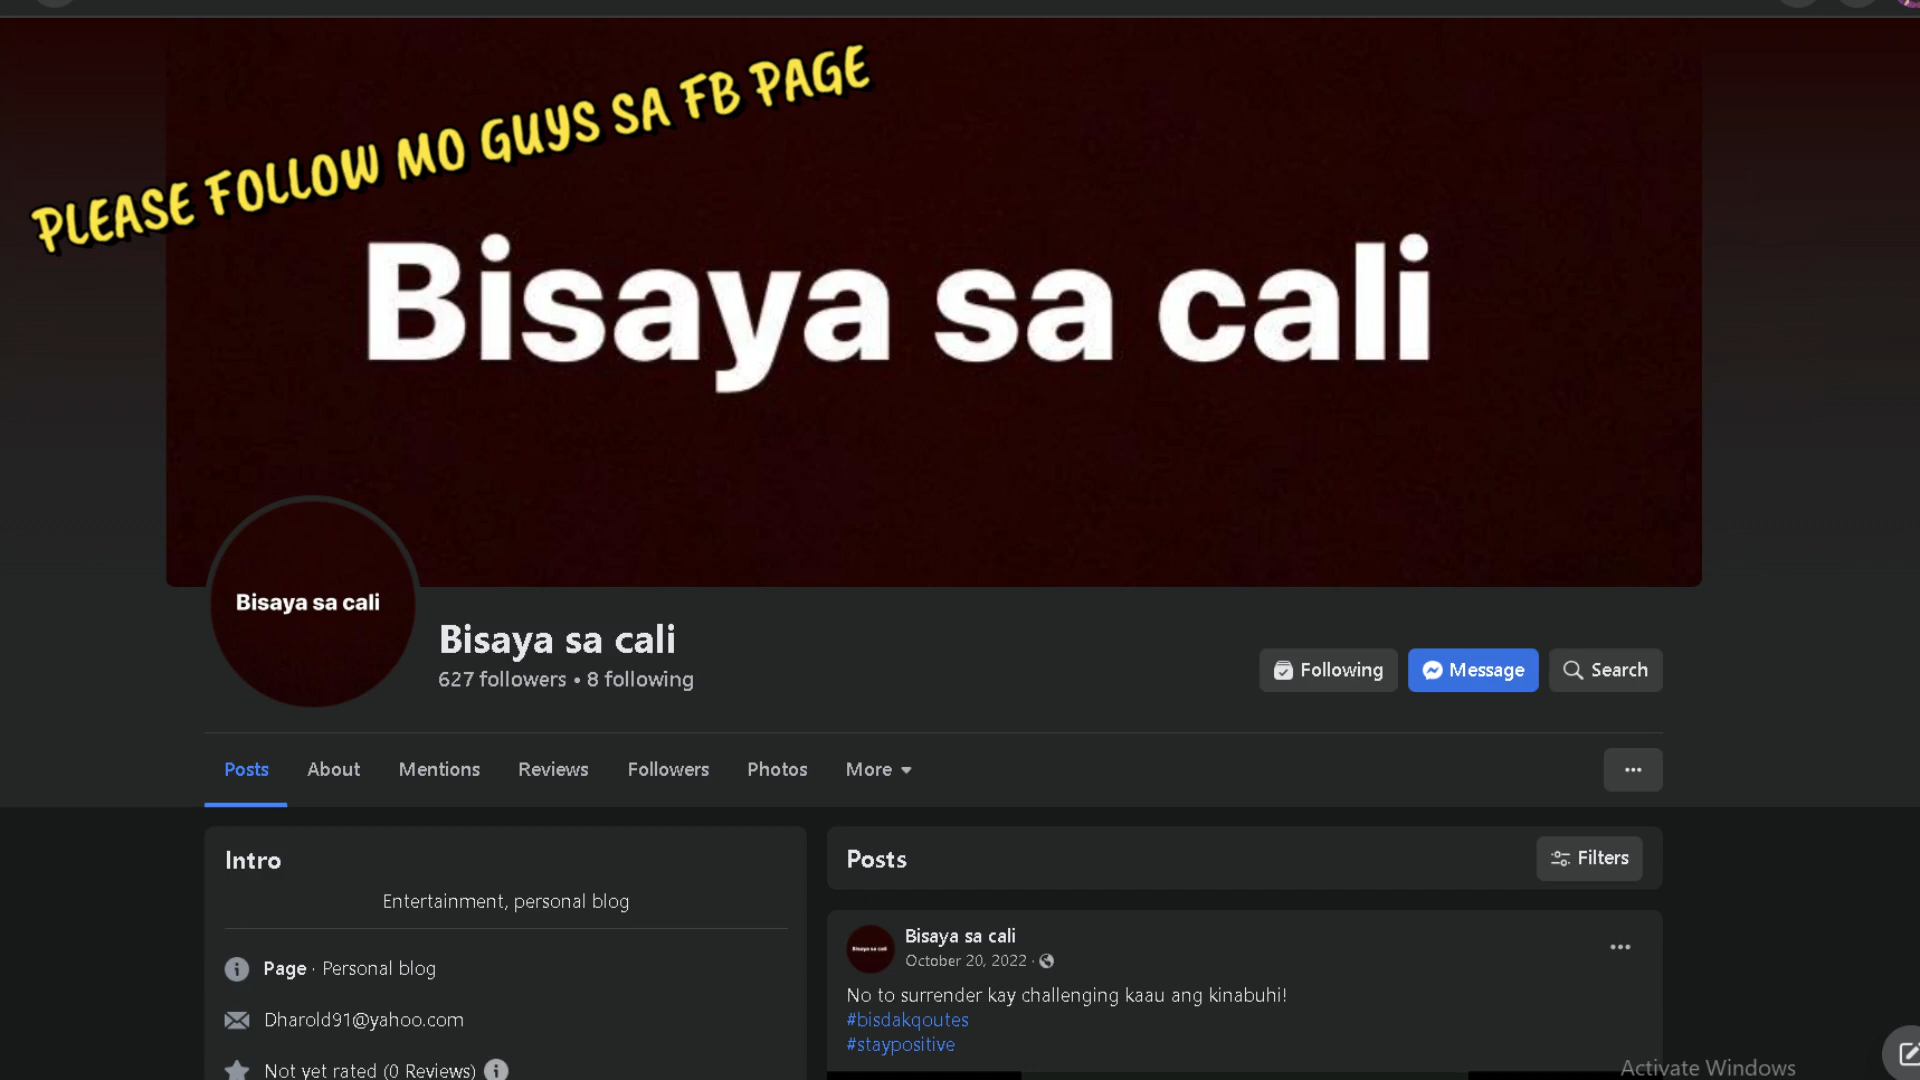 PLEASE FOLLOW MO GUYS SA FB PAGE
Bisaya sa cali
Bisaya sa cali
Bisaya sa cali
627 followers • 8 following
Following
Message
Search
Posts
About
Mentions
Reviews
Followers
Photos
More
Intro
Entertainment, personal blog
Page · Personal blog
Dharold91@yahoo.com
Not yet rated (0 Reviews)
Posts
Filters
Bisaya sa cali
Bisaya sa cali
October 20, 2022 ·
No to surrender kay challenging kaau ang kinabuhi!
#bisdakqoutes
#staypositive
Activate Windows